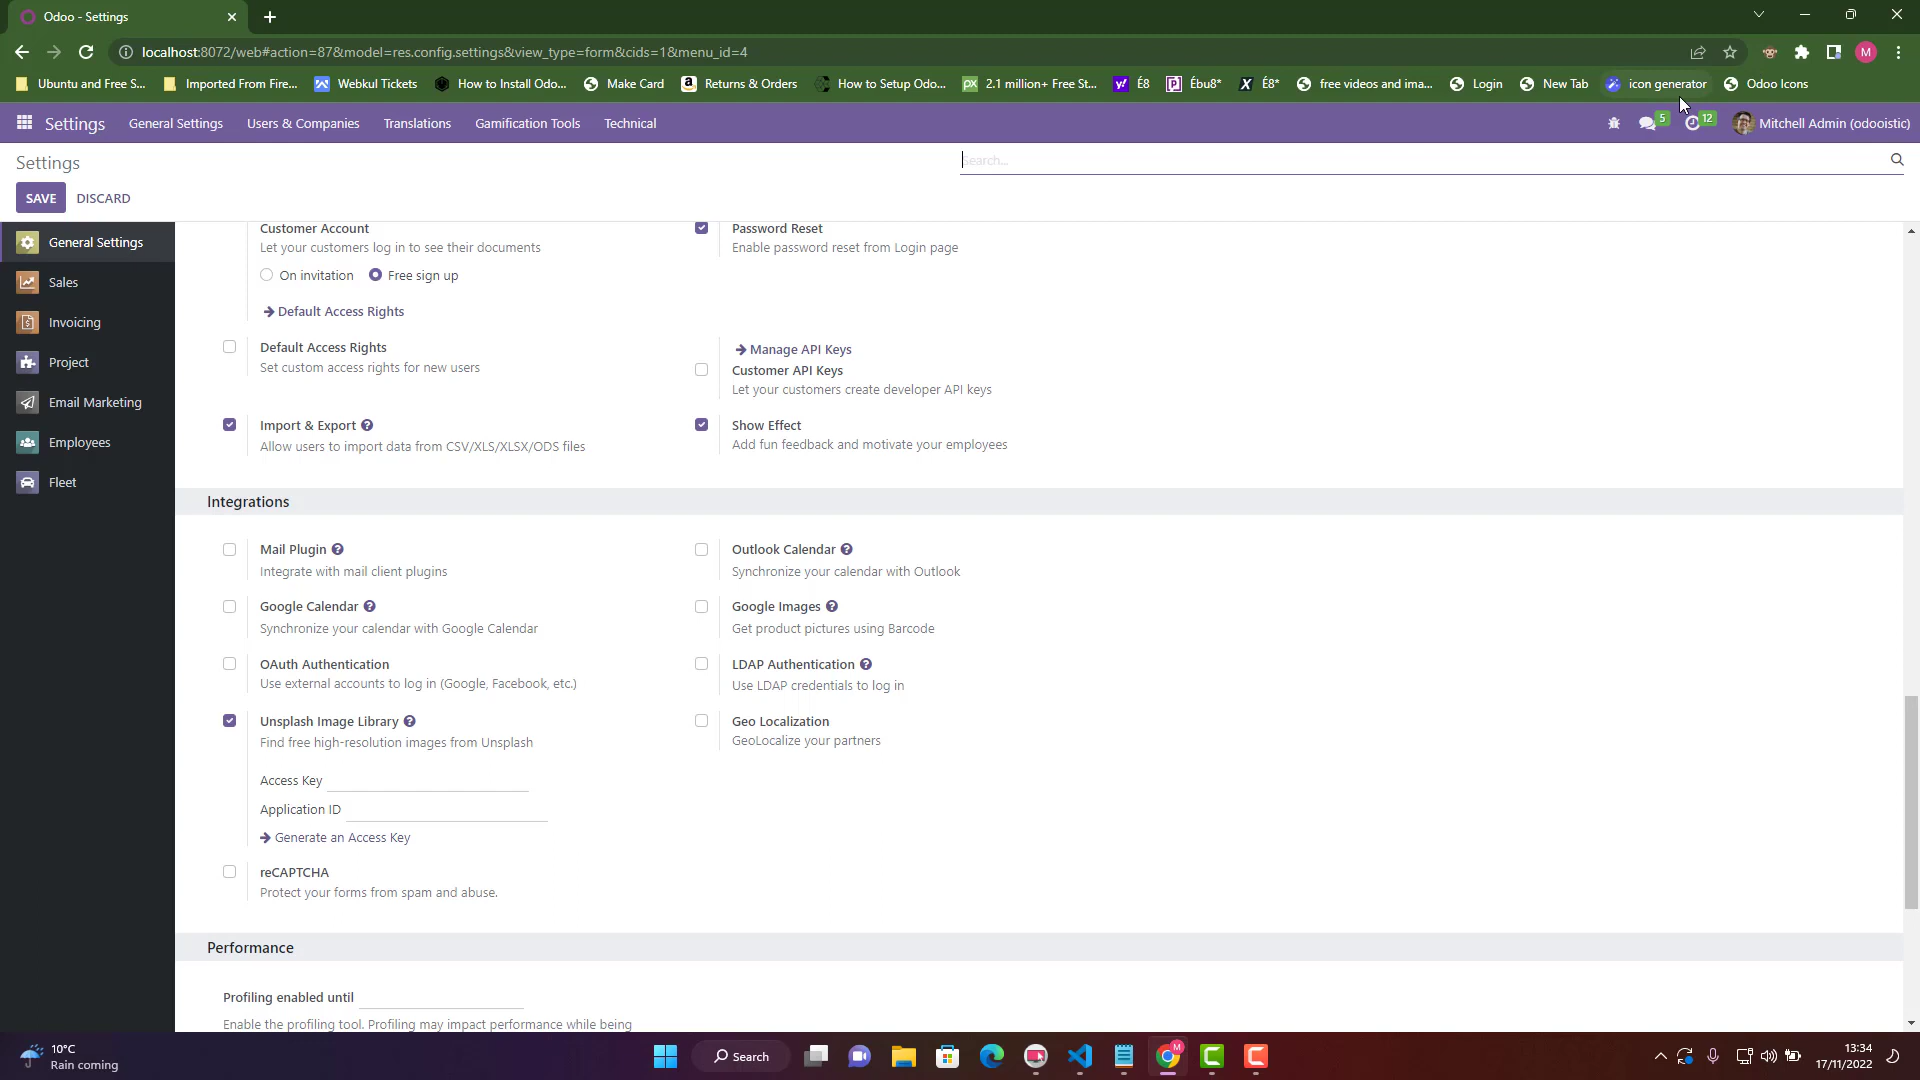 Odoo - Settings
localhost:8072/web#action=87&model=res.config.settings&view_type=form&cids=1&menu_id=4
M
Ubuntu and Free S... Imported From Fire... Webkul Tickets How to Install Odo... Make Card Returns & Orders How to Setup Odo... 2.1 million+ Free St... É8 Ébu8* É8* free videos and ima... Login New Tab icon generator Odoo Icons
Settings General Settings Users & Companies Translations Gamification Tools Technical 5 12 Mitchell Admin (odooistic)
Settings Search...
SAVE DISCARD
General Settings
Sales
Invoicing
Project
Email Marketing
Employees
Fleet
Customer Account
Let your customers log in to see their documents
On invitation Free sign up
Default Access Rights
Password Reset
Enable password reset from Login page
Default Access Rights
Set custom access rights for new users
Manage API Keys
Customer API Keys
Let your customers create developer API keys
Import & Export
Allow users to import data from CSV/XLS/XLSX/ODS files
Show Effect
Add fun feedback and motivate your employees
Integrations
Mail Plugin
Integrate with mail client plugins
Outlook Calendar
Synchronize your calendar with Outlook
Google Calendar
Synchronize your calendar with Google Calendar
Google Images
Get product pictures using Barcode
OAuth Authentication
Use external accounts to log in (Google, Facebook, etc.)
LDAP Authentication
Use LDAP credentials to log in
Unsplash Image Library
Find free high-resolution images from Unsplash
Access Key
Application ID
Generate an Access Key
Geo Localization
GeoLocalize your partners
reCAPTCHA
Protect your forms from spam and abuse.
Performance
Profiling enabled until
Enable the profiling tool. Profiling may impact performance while being
10°C
Rain coming
Search
13:34
17/11/2022